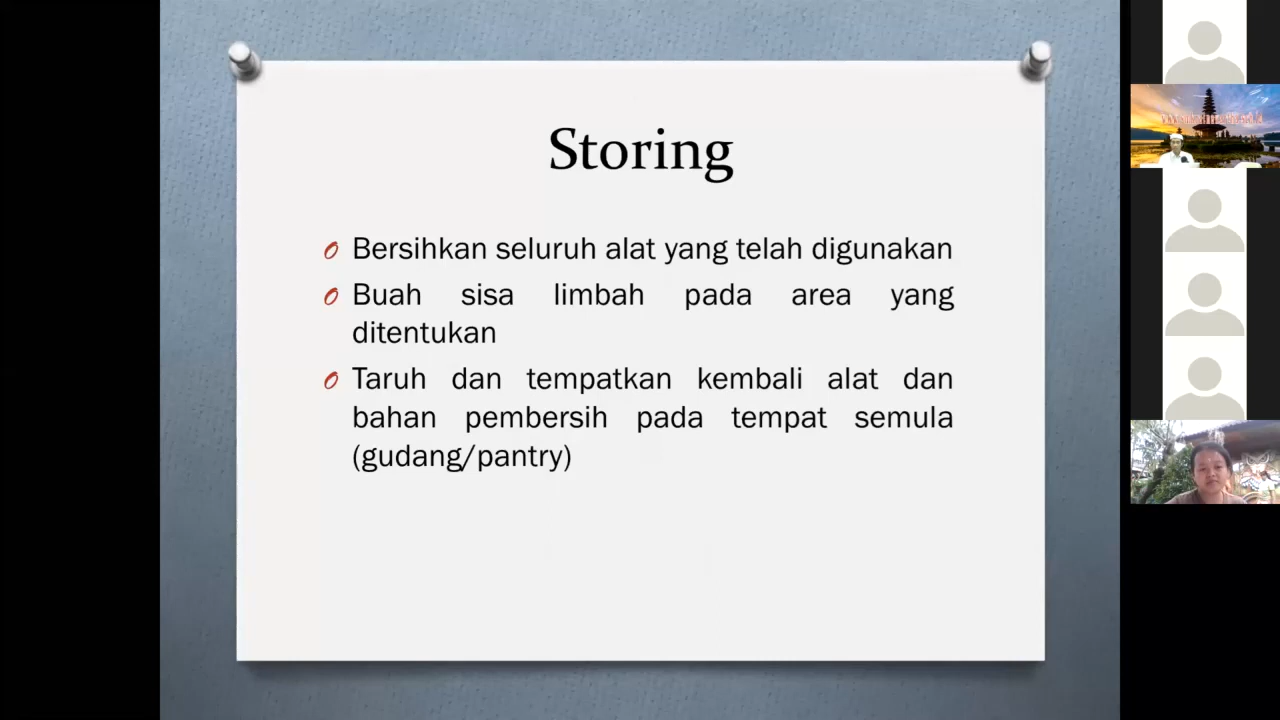 Storing
Bersihkan seluruh alat yang telah digunakan
Buah sisa limbah pada area yang
ditentukan
Taruh dan tempatkan kembali alat dan
bahan pembersih pada tempat semula
(gudang/pantry)